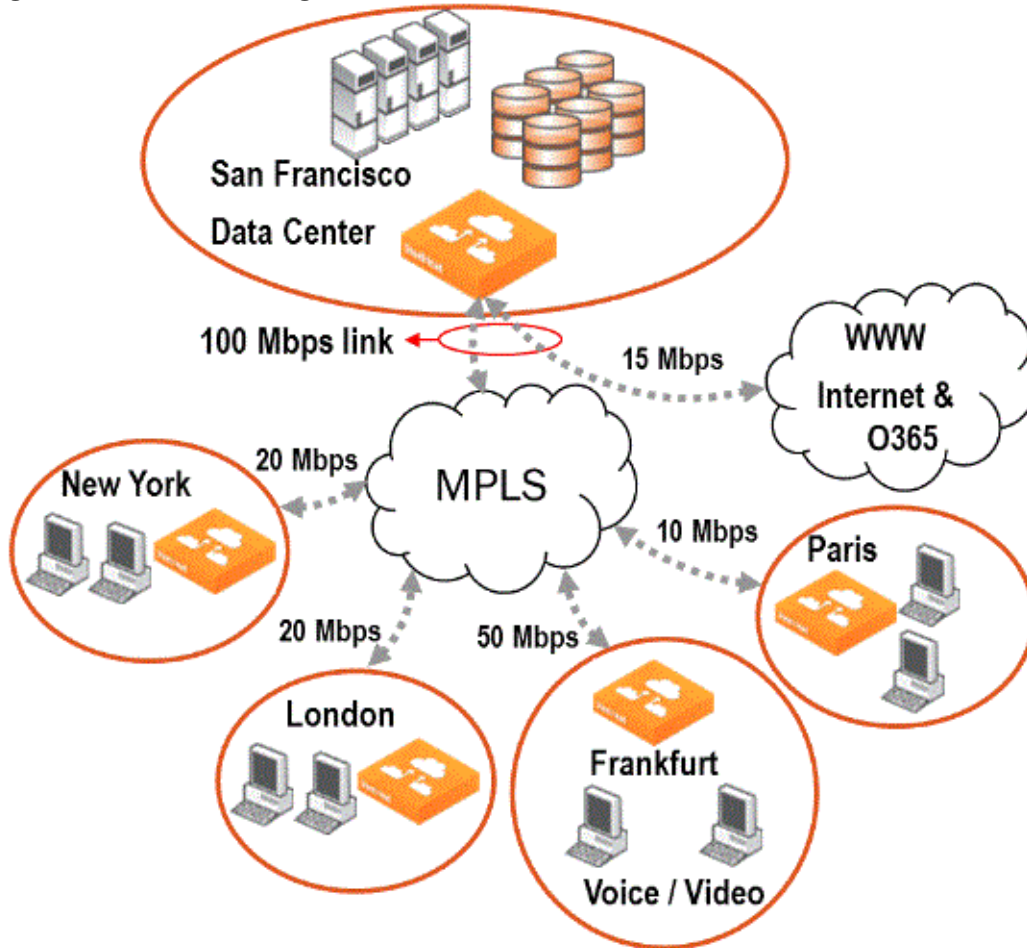 San Francisco
Data Center
100 Mbps link
15 Mbps
WWW
Internet &
O365
20 Mbps
New York
MPLS
10 Mbps
Paris
20 Mbps
50 Mbps
London
Frankfurt
Voice / Video